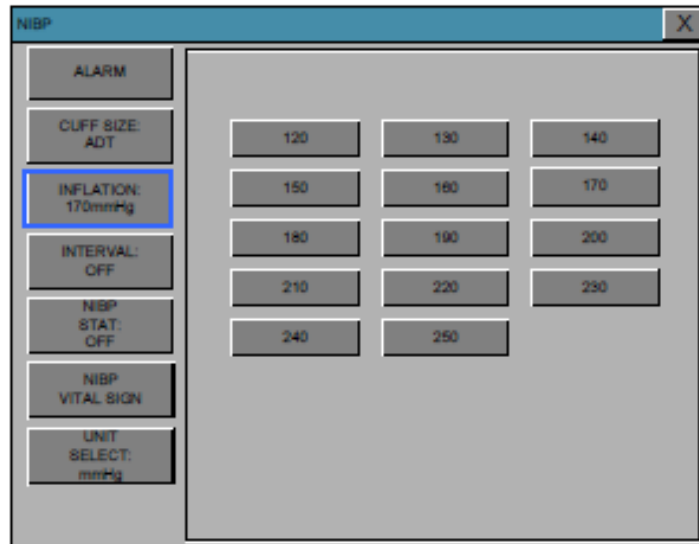 NIBP
X
ALARM
CUFF SIZE:
ADT
INFLATION:
170mmHg
INTERVAL:
OFF
NIBP
STAT:
OFF
NIBP
VITAL SIGN
UNIT
SELECT:
mmHg
120 130 140
150 160 170
180 190 200
210 220 230
240 250